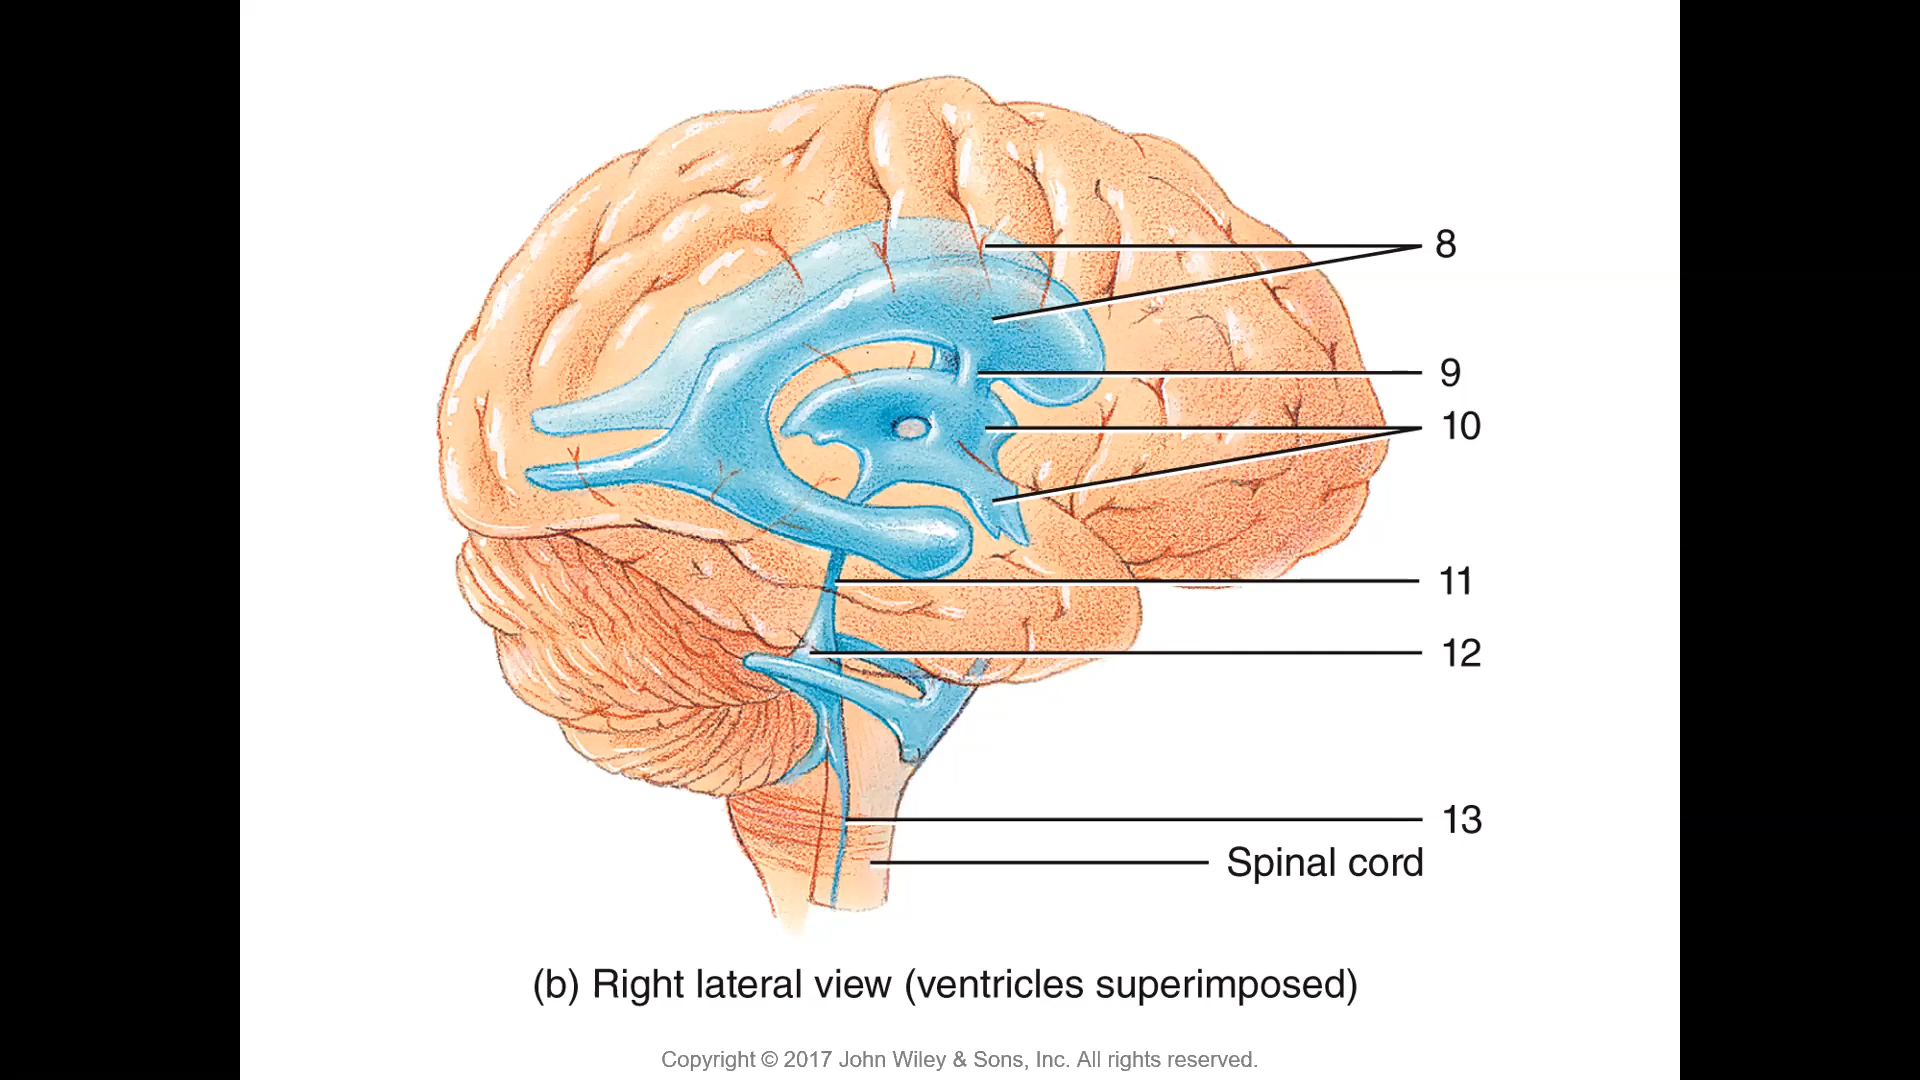 8
9
10
11
12
13
Spinal cord
(b) Right lateral view (ventricles superimposed)
Copyright © 2017 John Wiley & Sons, Inc. All rights reserved.